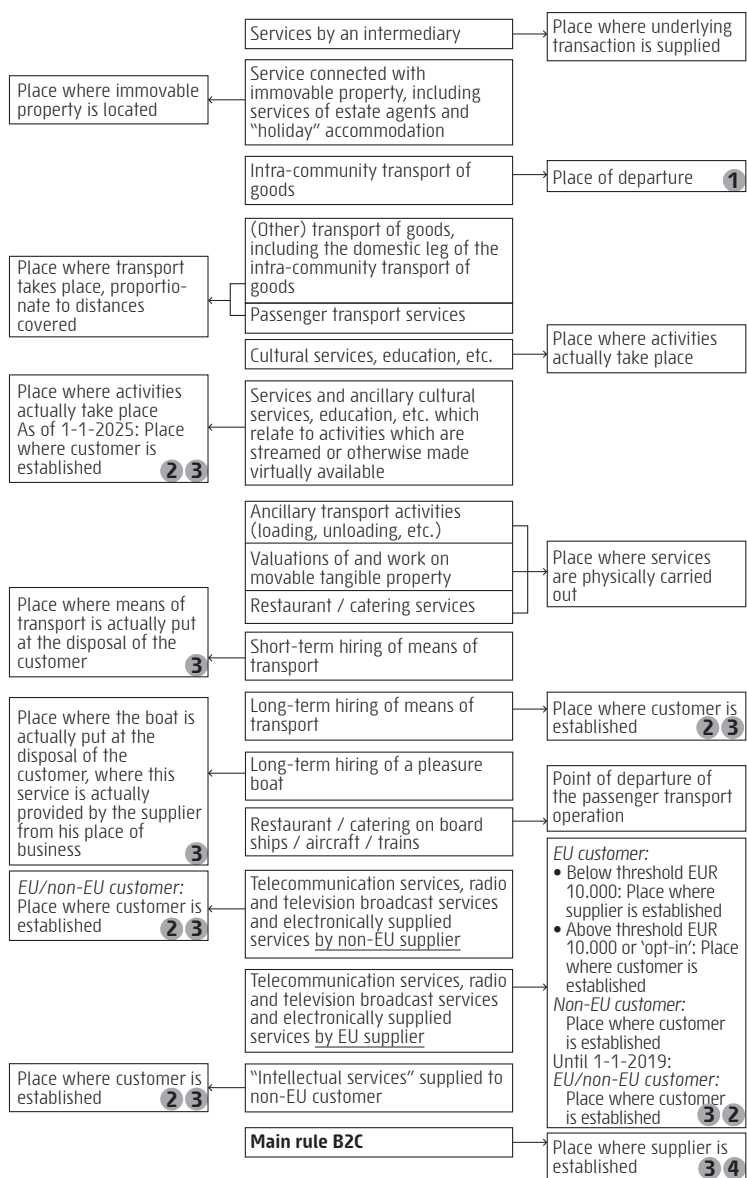 Services by an intermediary
Place where underlying
transaction is supplied
Place where immovable
property is located
Service connected with
immovable property, including
services of estate agents and
“holiday” accommodation
Intra-community transport of
goods
Place of departure 1
(Other) transport of goods,
including the domestic leg of the
intra-community transport of
goods
Place where transport
takes place, proportio-
nate to distances
covered
Passenger transport services
Cultural services, education, etc.
Place where activities
actually take place
Place where activities
actually take place
As of 1-1-2025: Place
where customer is
established 2 3
Services and ancillary cultural
services, education, etc. which
relate to activities which are
streamed or otherwise made
virtually available
Ancillary transport activities
(loading, unloading, etc.)
Valuations of and work on
movable tangible property
Restaurant / catering services
Place where services
are physically carried
out
Place where means of
transport is actually put
at the disposal of the
customer 3
Short-term hiring of means of
transport
Long-term hiring of means of
transport
Place where customer is
established 2 3
Place where the boat is
actually put at the
disposal of the
customer, where this
service is actually
provided by the supplier
from his place of
business 3
Long-term hiring of a pleasure
boat
Restaurant / catering on board
ships / aircraft / trains
Point of departure of
the passenger transport
operation
EU/non-EU customer:
Place where customer is
established 2 3
Telecommunication services, radio
and television broadcast services
and electronically supplied
services by non-EU supplier
Telecommunication services, radio
and television broadcast services
and electronically supplied
services by EU supplier
EU customer:
• Below threshold EUR
10.000: Place where
supplier is established
• Above threshold EUR
10.000 or ‘opt-in’: Place
where customer is
established
Non-EU customer:
Place where customer
is established
Until 1-1-2019:
EU/non-EU customer:
Place where customer
is established 3 2
Place where customer is
established 2 3
“Intellectual services” supplied to
non-EU customer
Main rule B2C
Place where supplier is
established 3 4